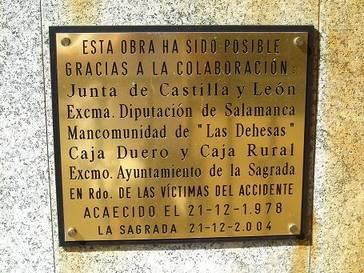 ESTA OBRA HA SIDO POSIBLE
GRACIAS A LA COLABORACIÓN:
Junta de Castilla y León
Excma. Diputación de Salamanca
Mancomunidad de "Las Dehesas"
Caja Duero y Caja Rural
Excmo. Ayuntamiento de la Sagrada
EN Rdo. DE LAS VÍCTIMAS DEL ACCIDENTE
ACAECIDO EL 21-12-1.978
LA SAGRADA 21-12-2.004